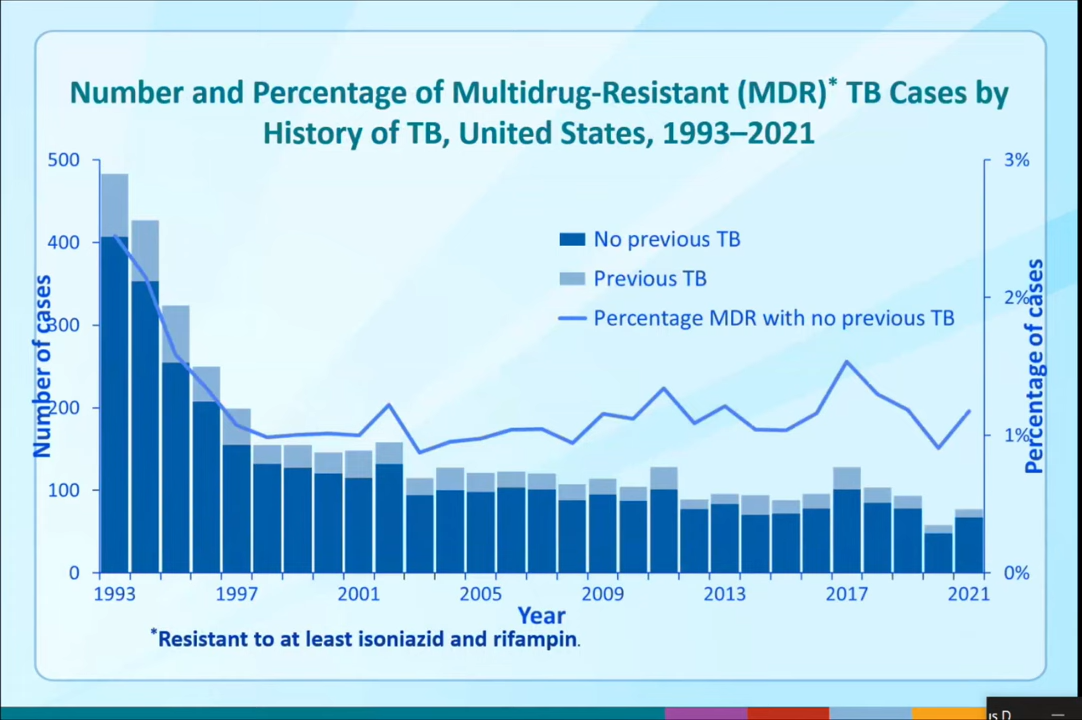 Number and Percentage of Multidrug-Resistant (MDR)* TB Cases by
History of TB, United States, 1993–2021
500
400
300
200
100
0
Number of cases
3%
2%
1%
0%
Percentage of cases
No previous TB
Previous TB
Percentage MDR with no previous TB
1993
1997
2001
2005
2009
2013
2017
2021
Year
*Resistant to at least isoniazid and rifampin.